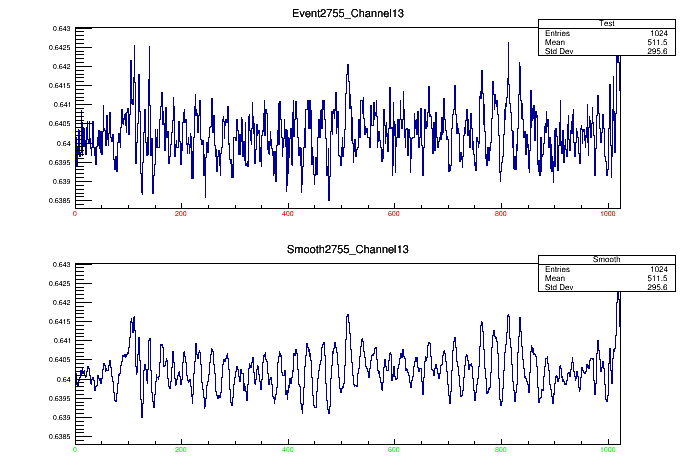 Event2755_Channel13
Test
Entries 1024
Mean 511.5
Std Dev 295.6
0.643
0.6425
0.642
0.6415
0.641
0.6405
0.64
0.6395
0.639
0.6385
0 200 400 600 800 1000
Smooth2755_Channel13
Smooth
Entries 1024
Mean 511.5
Std Dev 295.6
0.643
0.6425
0.642
0.6415
0.641
0.6405
0.64
0.6395
0.639
0.6385
0 200 400 600 800 1000